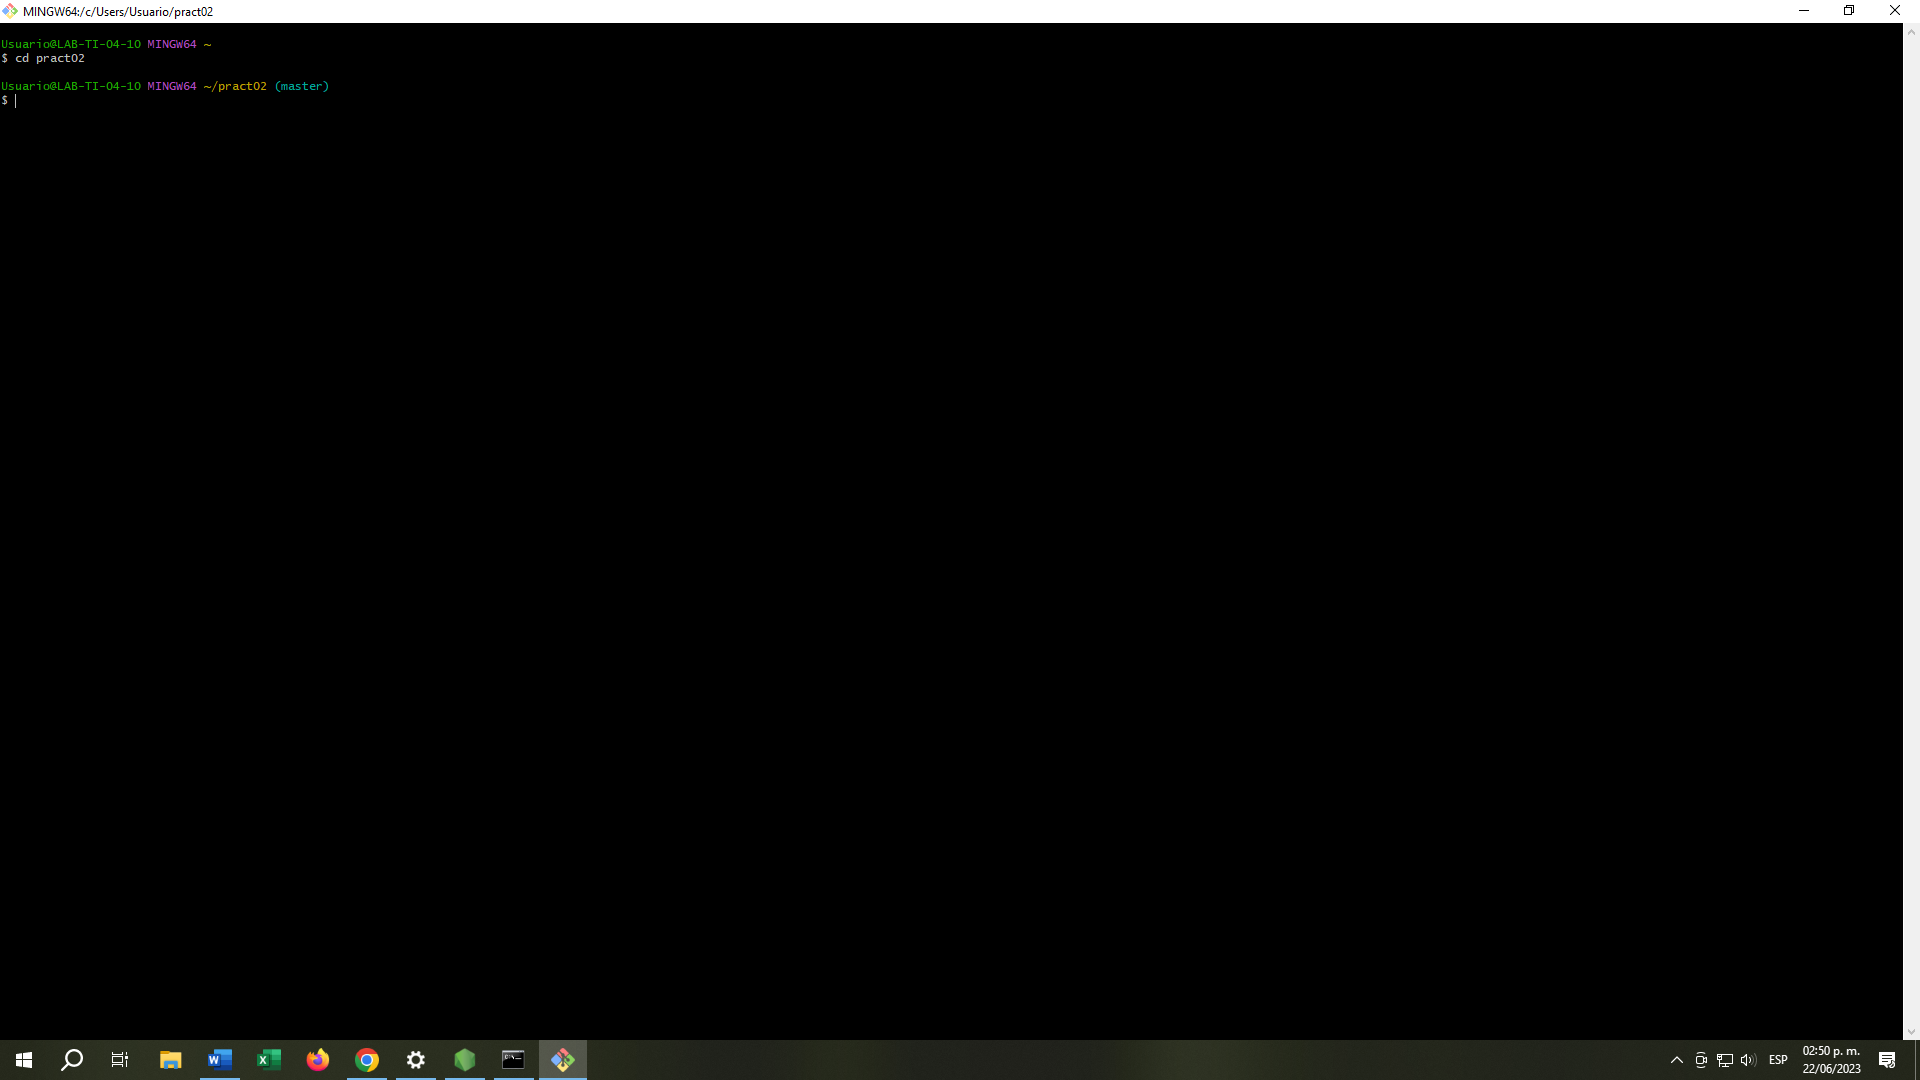 MINGW64:/c/Users/Usuario/pract02
Usuario@LAB-TI-04-10 MINGW64 ~
$ cd pract02
Usuario@LAB-TI-04-10 MINGW64 ~/pract02 (master)
$
ESP
02:50 p. m.
22/06/2023